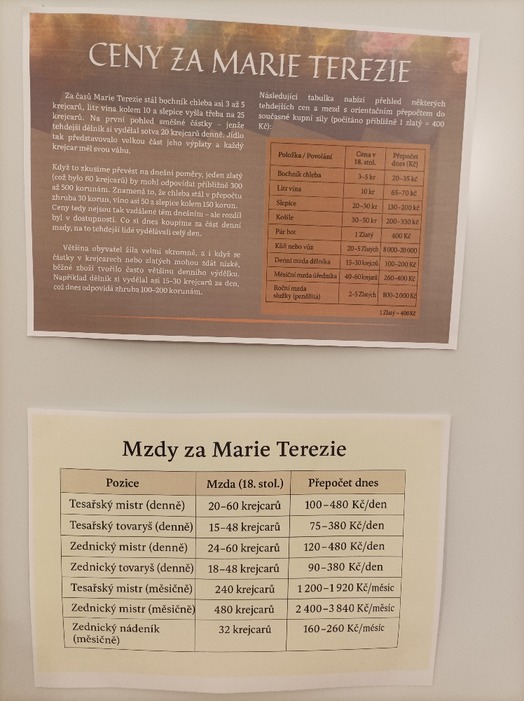 CENY ZA MARIE TEREZIE
Za časů Marie Terezie stál bochník chleba asi 3 až 5
krejcarů, litr vína kolem 10 a slepice vyšla třeba na 25
krejcarů. Na první pohled směšné částky – jenže
tehdejší dělník si vydělal sotva 20 krejcarů denně. Jídlo
tak představovalo velkou část jeho výplaty a každý
krejcar měl svou váhu.
Když to zkusíme převést na dnešní poměry, jeden zlatý
(což bylo 60 krejcarů) by mohl odpovídat přibližně 300
až 500 korunám. Znamená to, že chleba stál v přepočtu
zhruba 30 korun, víno asi 50 a slepice kolem 150 korun.
Ceny tedy nejsou tak vzdálené těm dnešním – ale rozdíl
byl v dostupnosti. Co si dnes koupíme za část denní
mzdy, na to tehdejší lidé vydělávali celý den.
Většina obyvatel žila velmi skromně, a i když se
částky v krejcarech nebo zlatých mohou zdát nízké,
běžné zboží tvořilo často většinu denního výdělku.
Například dělník si vydělal asi 15–30 krejcarů za den,
což dnes odpovídá zhruba 100–200 korunám.
Následující tabulka nabízí přehled některých
tehdejších cen a mezd s orientačním přepočtem do
současné kupní síly (počítáno přibližně 1 zlatý = 400
Kč):
Položka / Povolání Cena v 18. stol. Přepočet dnes (Kč)
Bochník chleba 3–5 kr 20–35 kč
Litr vína 10 kr 65–70 kč
Slepice 20–30 kr 130–200 kč
Košile 30–50 kr 200–330 kč
Pár bot 1 Zlatý 400 Kč
Kůň nebo vůz 20–5 Zlatých 8 000–20 000
Denní mzda dělníka 15–30 krejcrů 100–200 Kč
Měsíční mzda úředníka 40–60 krejcarů 260–400 Kč
Roční mzda služky (pendlita) 2–5 Zlatých 800–2 000 Kč
1 Zlatý = 400 Kč
Mzdy za Marie Terezie
Pozice Mzda (18. stol.) Přepočet dnes
Tesařský mistr (denně) 20–60 krejcarů 100–480 Kč/den
Tesařský tovaryš (denně) 15–48 krejcarů 75–380 Kč/den
Zednický mistr (denně) 24–60 krejcarů 120–480 Kč/den
Zednický tovaryš (denně) 18–48 krejcarů 90–380 Kč/den
Tesařský mistr (měsíčně) 240 krejcarů 1 200–1 920 Kč/měsíc
Zednický mistr (měsíčně) 480 krejcarů 2 400–3 840 Kč/měsíc
Zednický nádeník (měsíčně) 32 krejcarů 160–260 Kč/měsíc